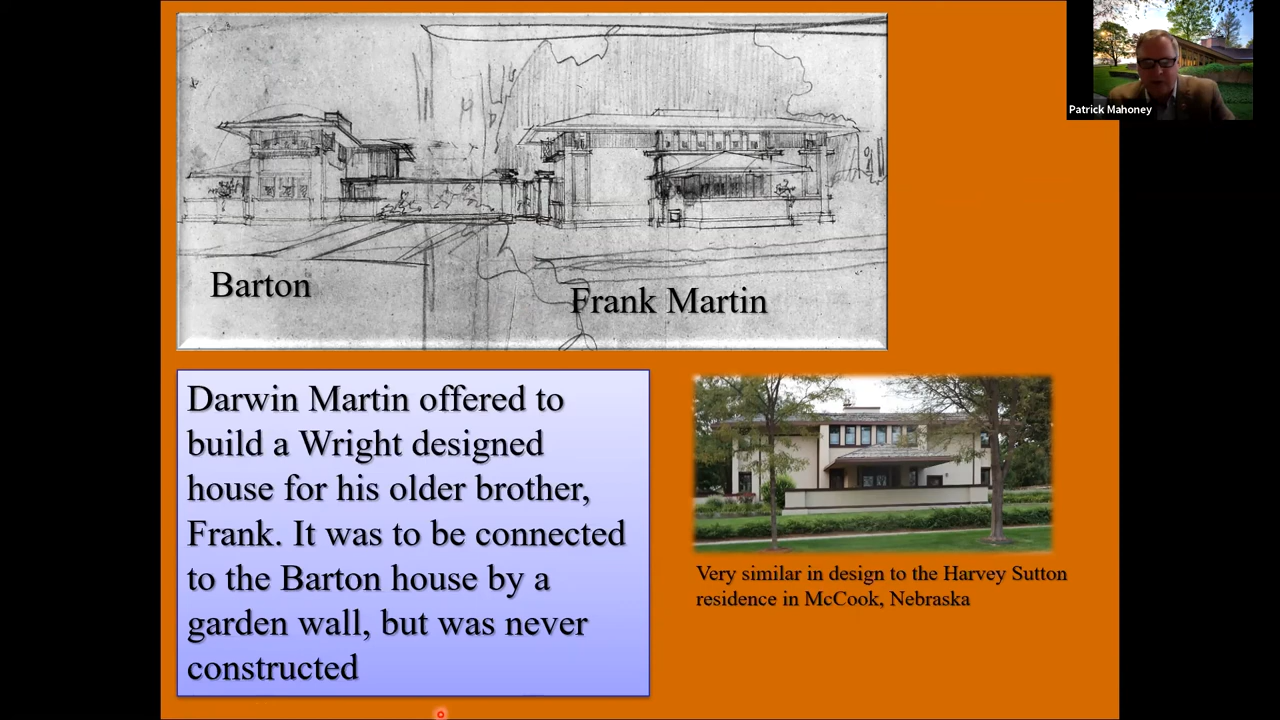 Patrick Mahoney
Barton
Frank Martin
Darwin Martin offered to
build a Wright designed
house for his older brother,
Frank. It was to be connected
to the Barton house by a
garden wall, but was never
constructed
Very similar in design to the Harvey Sutton
residence in McCook, Nebraska